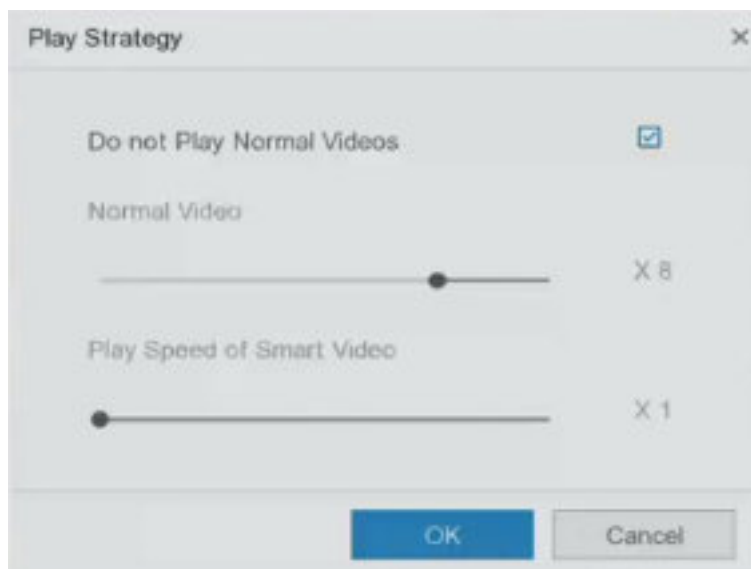 Play Strategy
Do not Play Normal Videos
Normal Video
X 8
Play Speed of Smart Video
X 1
OK
Cancel